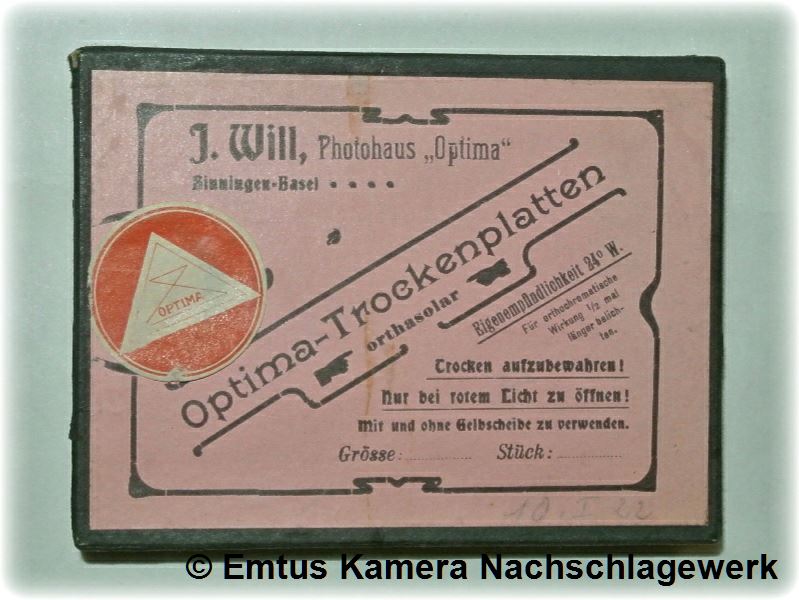 J. Will, Photohaus „Optima“
Binningen-Basel
OPTIMA
Optima-Trockenplatten
orthosolar
Eigenempfindlichkeit 24° W.
Für orthochromatische
Wirkung 1/2 mal
länger belich-
ten.
Trocken aufzubewahren!
Nur bei rotem Licht zu öffnen!
Mit und ohne Gelbscheibe zu verwenden.
Grösse: Stück:
10. I 22
© Emtus Kamera Nachschlagewerk